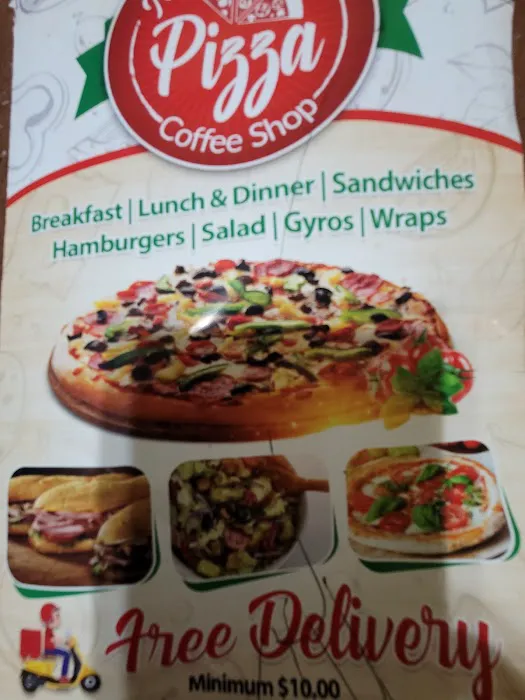 Pizza
Coffee Shop
Breakfast | Lunch & Dinner | Sandwiches
Hamburgers | Salad | Gyros | Wraps
Free Delivery
Minimum $10.00